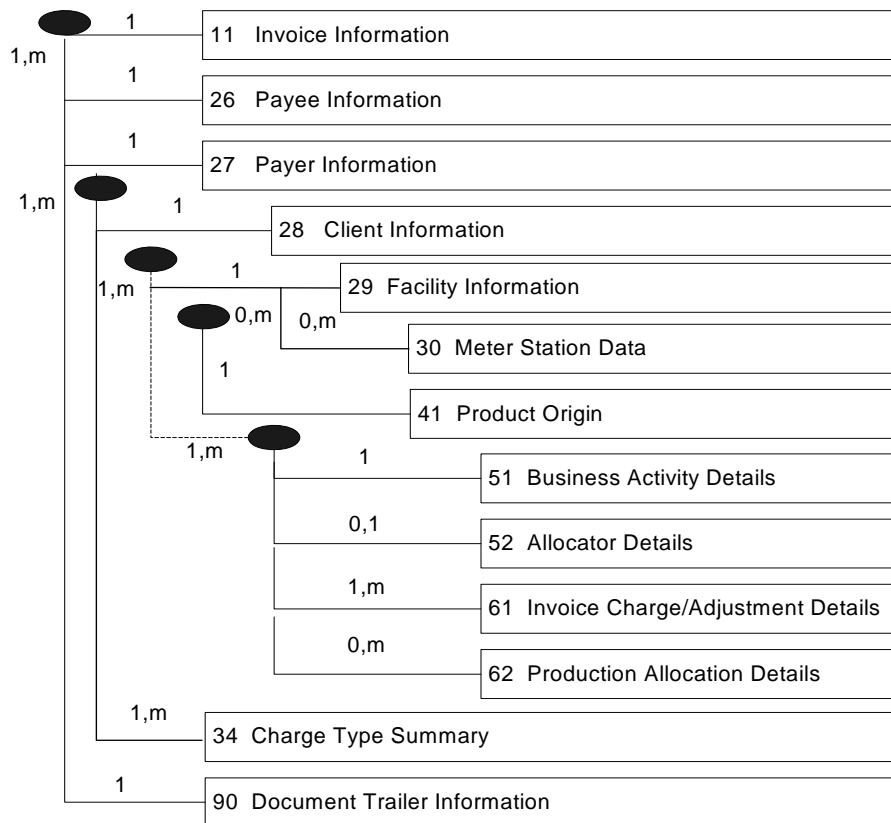 1
11 Invoice Information
1,m
1
26 Payee Information
1
27 Payer Information
1,m
1
28 Client Information
1
29 Facility Information
1,m
0,m
0,m
30 Meter Station Data
1
41 Product Origin
1,m
1
51 Business Activity Details
0,1
52 Allocator Details
1,m
61 Invoice Charge/Adjustment Details
0,m
62 Production Allocation Details
1,m
34 Charge Type Summary
1
90 Document Trailer Information